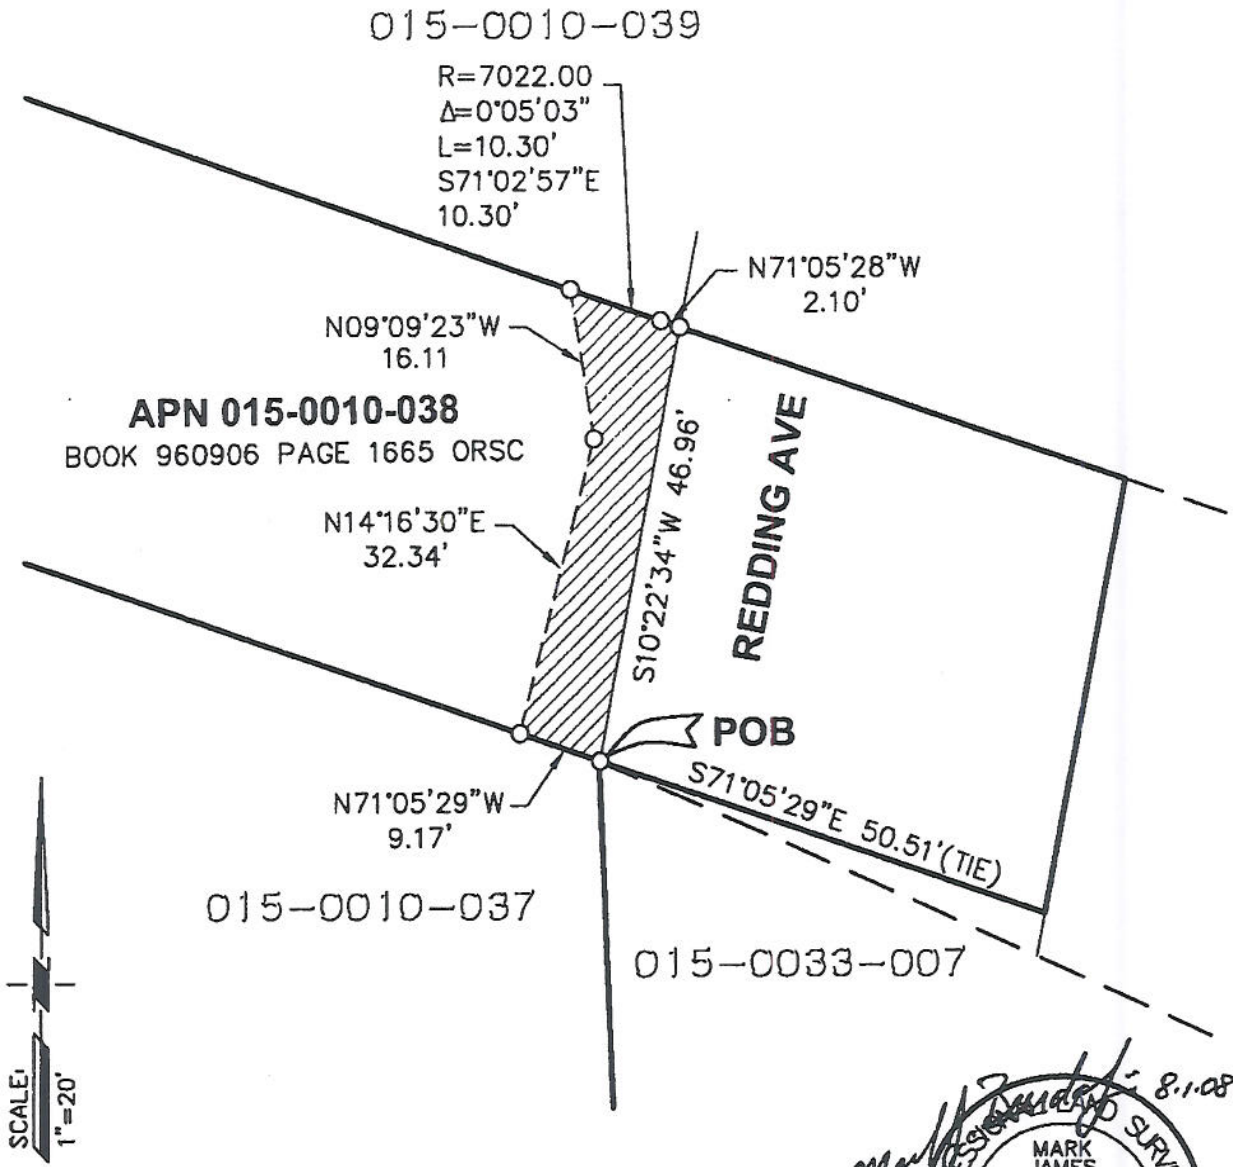 015-0010-039
R=7022.00
Δ=0°05'03"
L=10.30'
S71°02'57"E
10.30'
N71°05'28"W
2.10'
N09°09'23"W
16.11
APN 015-0010-038
BOOK 960906 PAGE 1665 ORSC
N14°16'30"E
32.34'
S10°22'34"W 46.96'
REDDING AVE
POB
S71°05'29"E 50.51'(TIE)
N71°05'29"W
9.17'
015-0010-037
015-0033-007
SCALE:
1"=20'
8.1.08
LAND SURV
MARK
JAMES